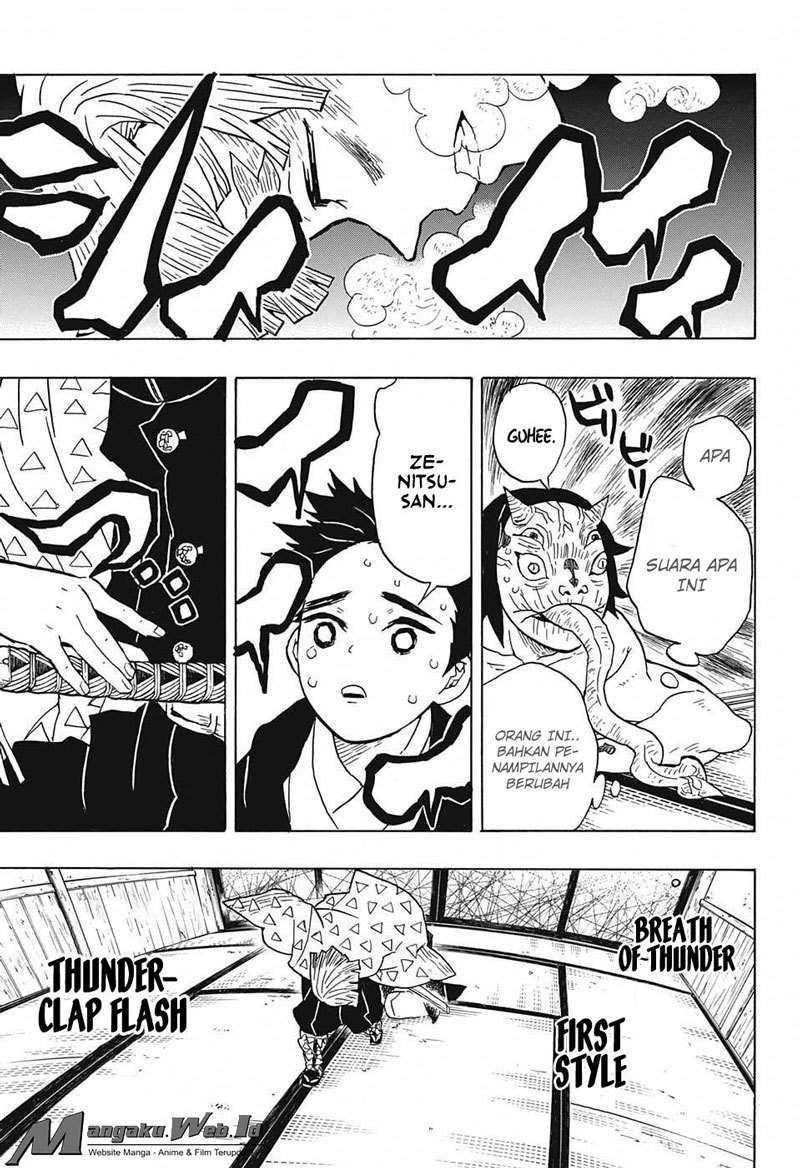 APA
SUARA APA
INI
GUHEE.
ORANG INI..
BAHKAN PE-
NAMPILANNYA
BERUBAH
ZE-
NITSU-
SAN...
BREATH
OF THUNDER
FIRST
STYLE
THUNDER-
CLAP FLASH
Mangaku.Web.Id
Website Manga - Anime & Film Terupd